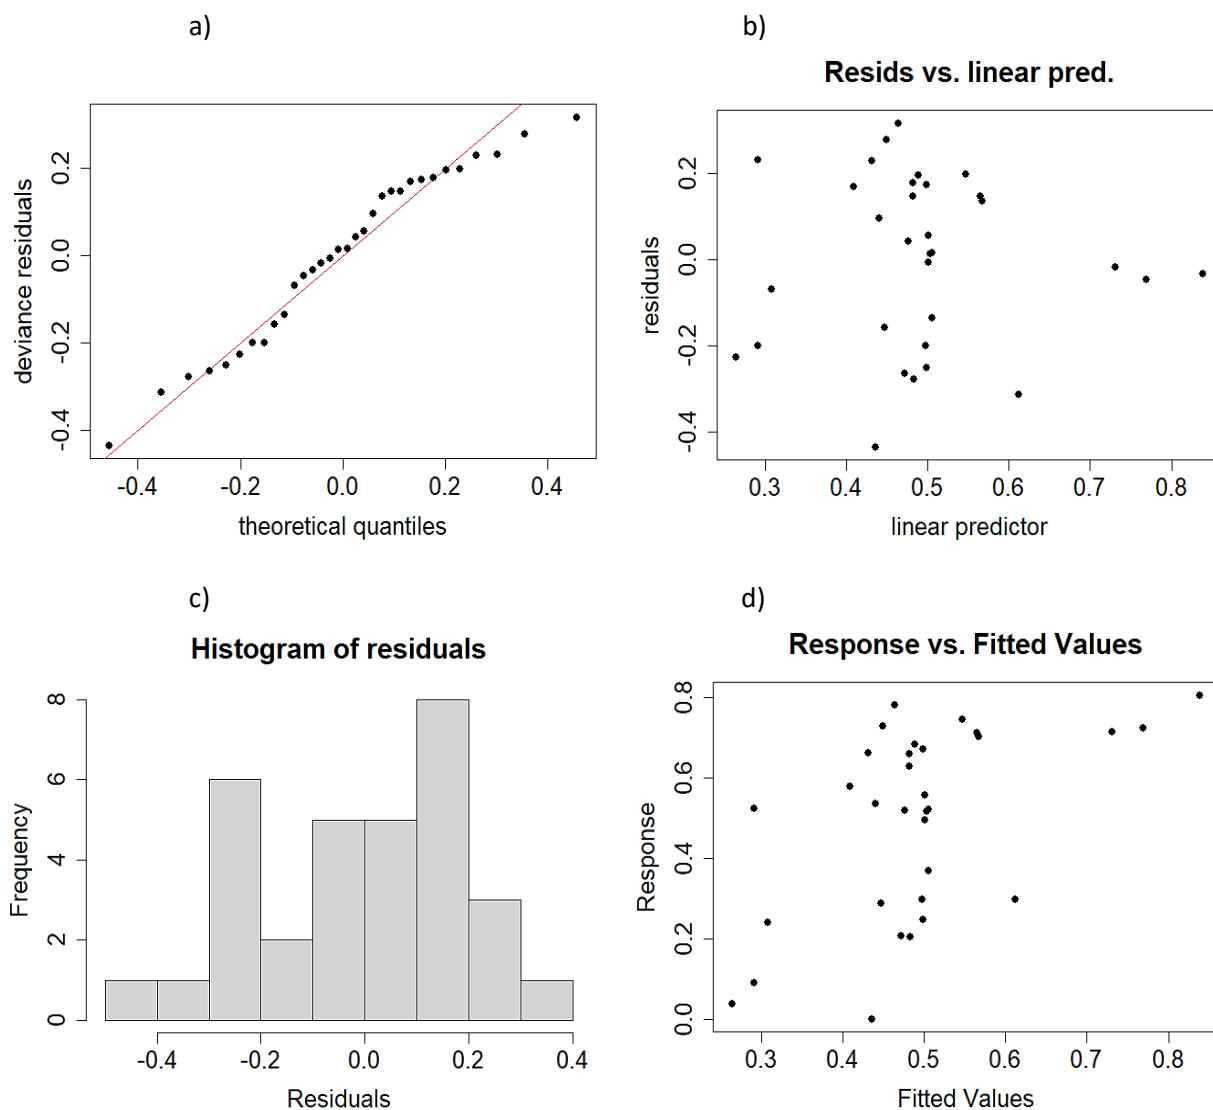 a)
deviance residuals
0.2
0.0
-0.2
-0.4
-0.4
-0.2
0.0
0.2
0.4
theoretical quantiles
b)
Resids vs. linear pred.
residuals
0.2
0.0
-0.2
-0.4
0.3
0.4
0.5
0.6
0.7
0.8
linear predictor
c)
Histogram of residuals
Frequency
8
6
4
2
0
-0.4
-0.2
0.0
0.2
0.4
Residuals
d)
Response vs. Fitted Values
Response
0.8
0.6
0.4
0.2
0.0
0.3
0.4
0.5
0.6
0.7
0.8
Fitted Values